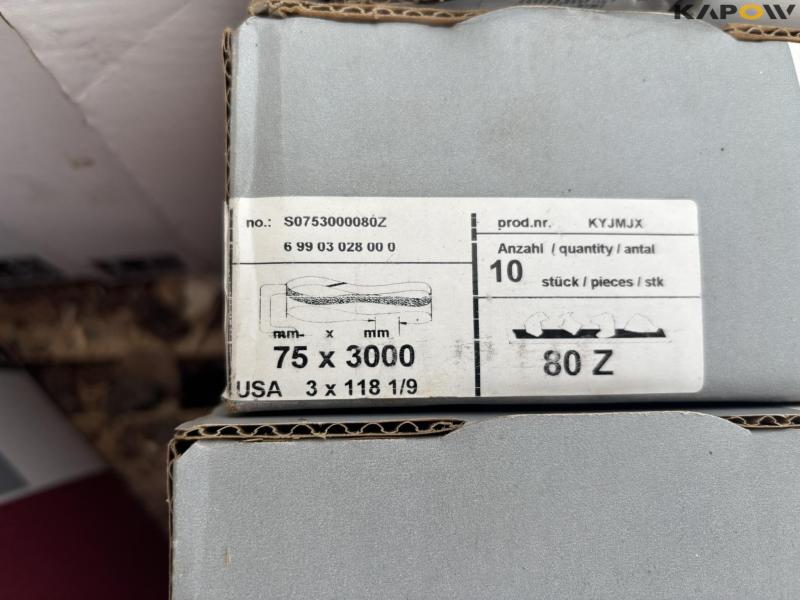 KAPOW
no.: S0753000080Z
6 99 03 028 00 0
mm x mm
75 x 3000
USA 3 x 118 1/9
prod.nr. KYJMJX
Anzahl / quantity / antal
10 stück / pieces / stk
80 Z